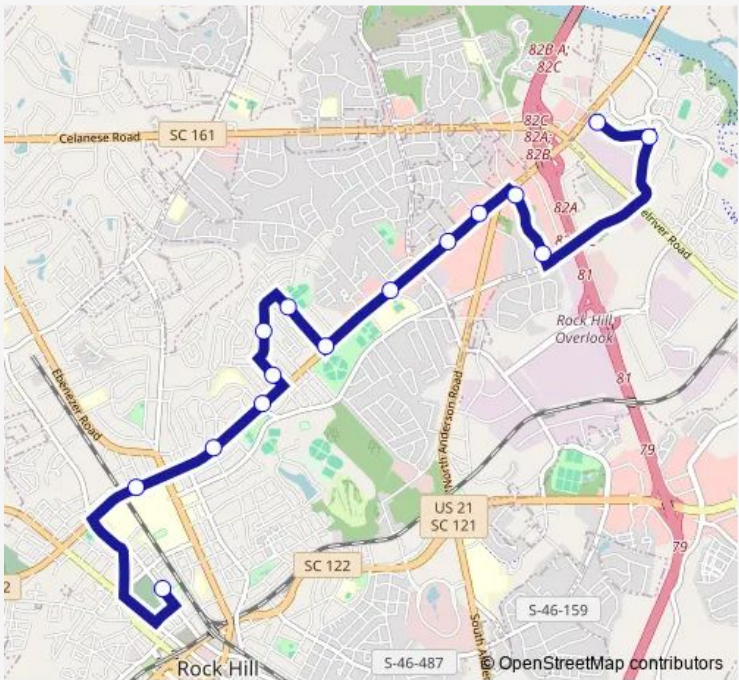 82B A;
82C
Celanese Road
SC 161
82C
82A;
82B
82A
elriver Road
81
Rock Hill
Overlook
81
Ebenezer Road
North Anderson Road
79
US 21
SC 121
79
SC 122
2
S-46-159
South A
S-46-487
Rock Hill
© OpenStreetMap contributors